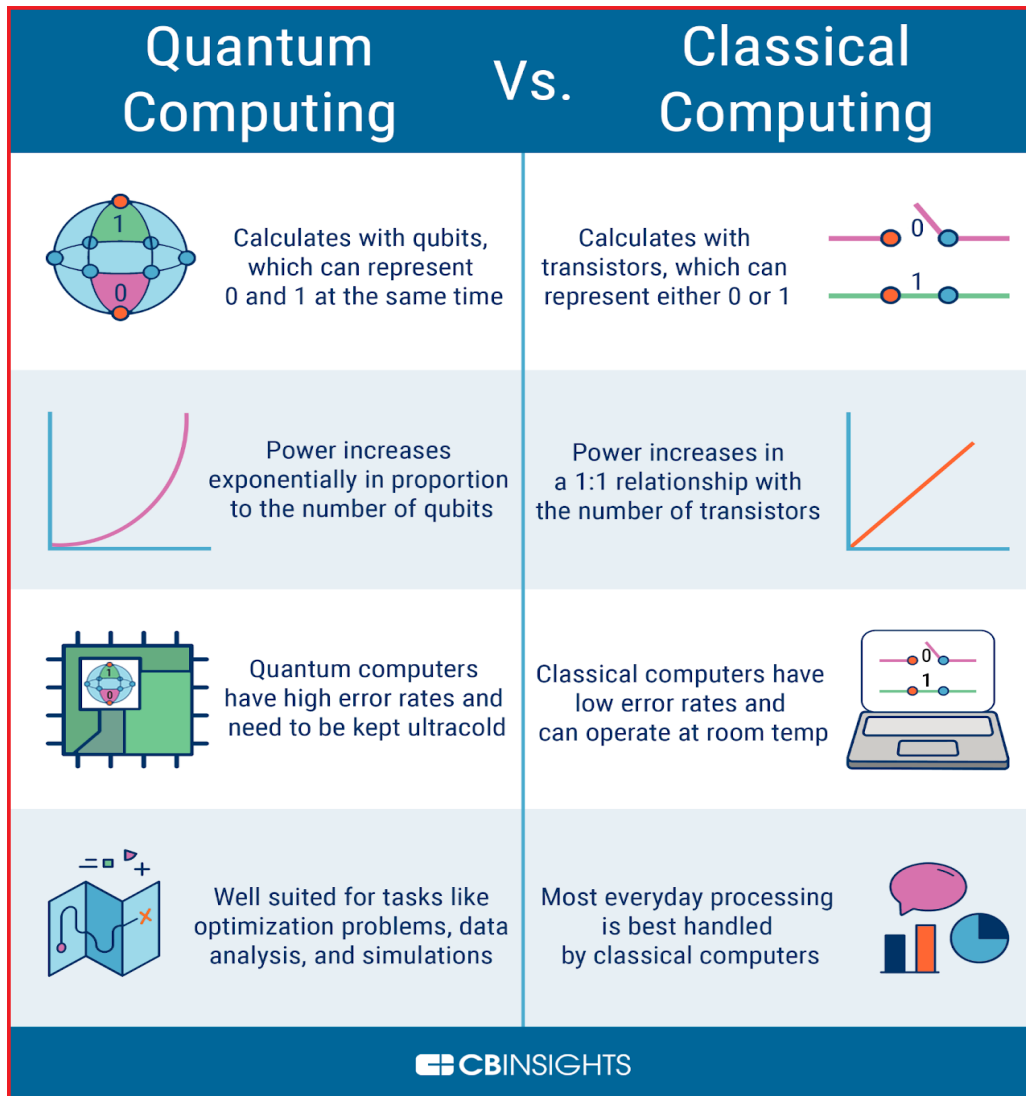 Quantum
Computing
Vs.
Classical
Computing
1
0
Calculates with qubits,
which can represent
0 and 1 at the same time
Calculates with
transistors, which can
represent either 0 or 1
0
1
Power increases
exponentially in proportion
to the number of qubits
Power increases in
a 1:1 relationship with
the number of transistors
1
0
Quantum computers
have high error rates and
need to be kept ultracold
Classical computers have
low error rates and
can operate at room temp
0
1
Well suited for tasks like
optimization problems, data
analysis, and simulations
Most everyday processing
is best handled
by classical computers
CBINSIGHTS